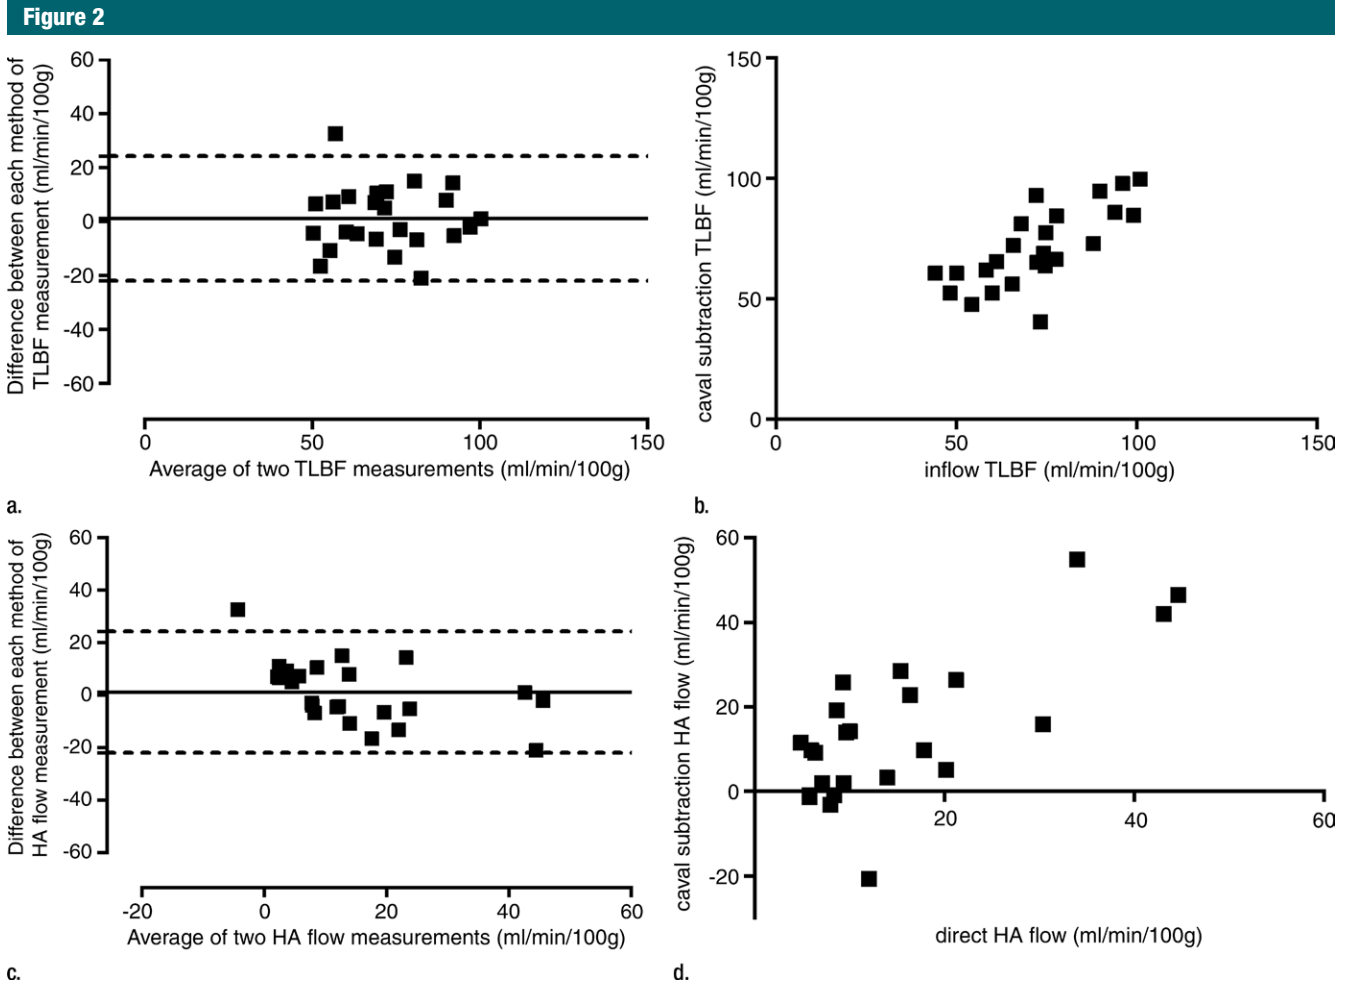 Figure 2
Difference between each method of
TLBF measurement (ml/min/100g)
60
40
20
0
-20
-40
-60
0
50
100
150
Average of two TLBF measurements (ml/min/100g)
a.
caval subtraction TLBF (ml/min/100g)
150
100
50
0
0
50
100
150
inflow TLBF (ml/min/100g)
b.
Difference between each method of
HA flow measurement (ml/min/100g)
60
40
20
0
-20
-40
-60
-20
0
20
40
60
Average of two HA flow measurements (ml/min/100g)
c.
caval subtraction HA flow (ml/min/100g)
60
40
20
0
-20
20
40
60
direct HA flow (ml/min/100g)
d.